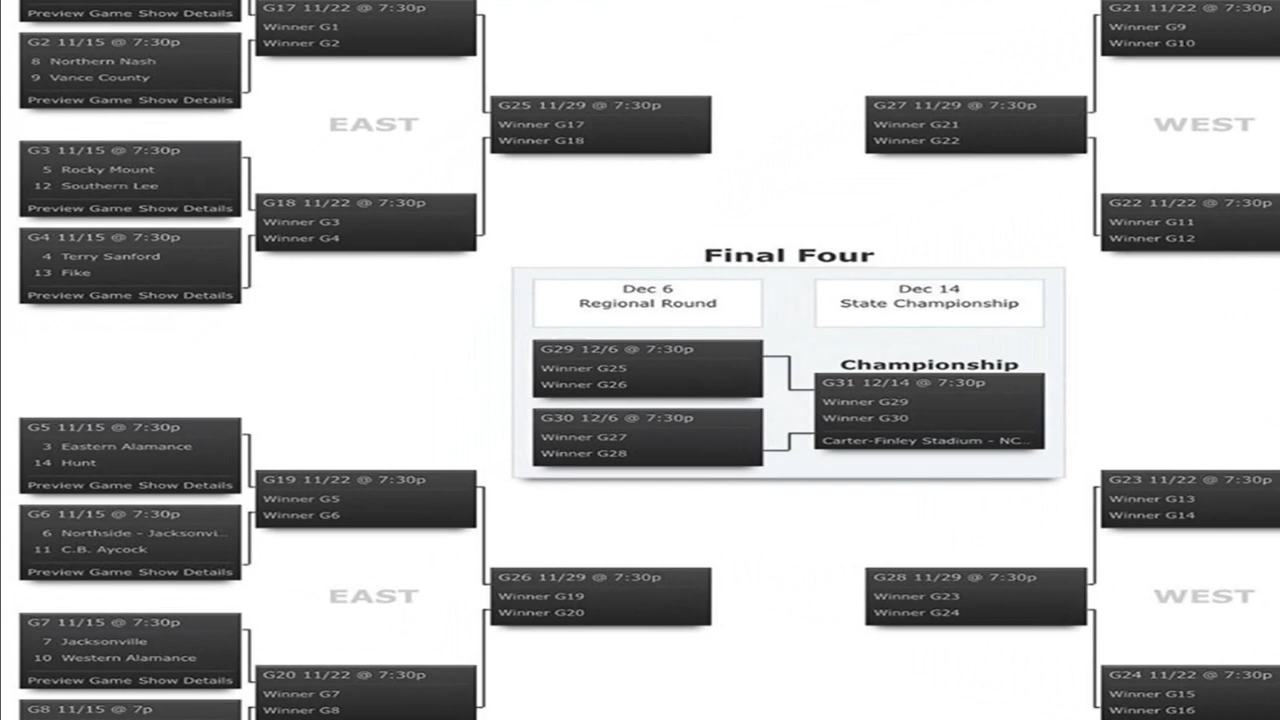 Preview Game Show Details
G2 11/15 @ 7:30p
8 Northern Nash
9 Vance County
Preview Game Show Details
G3 11/15 @ 7:30p
5 Rocky Mount
12 Southern Lee
Preview Game Show Details
G4 11/15 @ 7:30p
4 Terry Sanford
13 Fike
Preview Game Show Details
G5 11/15 @ 7:30p
3 Eastern Alamance
14 Hunt
Preview Game Show Details
G6 11/15 @ 7:30p
6 Northside - Jacksonvi...
11 C.B. Aycock
Preview Game Show Details
G7 11/15 @ 7:30p
7 Jacksonville
10 Western Alamance
Preview Game Show Details
G8 11/15 @ 7p
G17 11/22 @ 7:30p
Winner G1
Winner G2
EAST
G18 11/22 @ 7:30p
Winner G3
Winner G4
G19 11/22 @ 7:30p
Winner G5
Winner G6
EAST
G20 11/22 @ 7:30p
Winner G7
Winner G8
G25 11/29 @ 7:30p
Winner G17
Winner G18
G26 11/29 @ 7:30p
Winner G19
Winner G20
Final Four
Dec 6
Regional Round
Dec 14
State Championship
G29 12/6 @ 7:30p
Winner G25
Winner G26
G30 12/6 @ 7:30p
Winner G27
Winner G28
Championship
G31 12/14 @ 7:30p
Winner G29
Winner G30
Carter-Finley Stadium - NC...
G27 11/29 @ 7:30p
Winner G21
Winner G22
G28 11/29 @ 7:30p
Winner G23
Winner G24
G21 11/22 @ 7:30p
Winner G9
Winner G10
WEST
G22 11/22 @ 7:30p
Winner G11
Winner G12
G23 11/22 @ 7:30p
Winner G13
Winner G14
WEST
G24 11/22 @ 7:30p
Winner G15
Winner G16